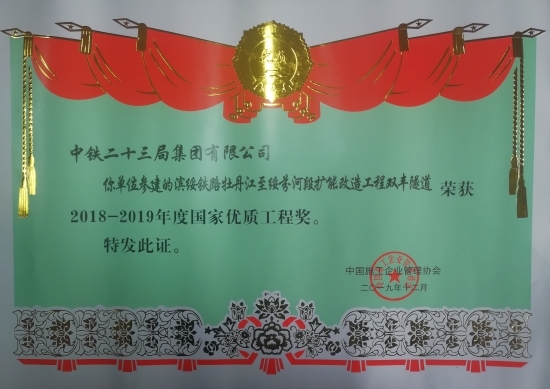 中铁二十三局集团有限公司
你单位参建的滨绥铁路牡丹江至绥芬河段扩能改造工程双丰隧道 荣获
2018-2019年度国家优质工程奖。
特发此证。
中国施工企业管理协会
二〇一九年十二月